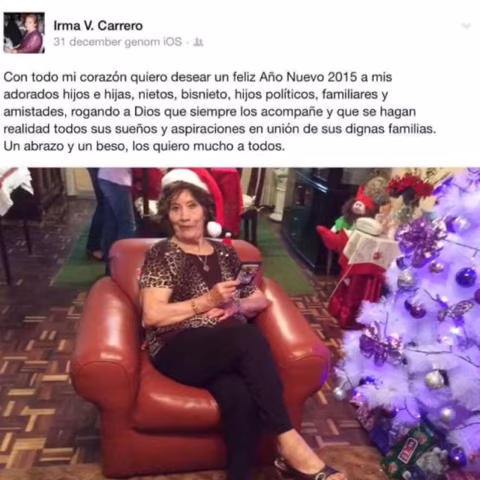 Irma V. Carrero
31 december genom iOS ·
Con todo mi corazón quiero desear un feliz Año Nuevo 2015 a mis
adorados hijos e hijas, nietos, bisnieto, hijos políticos, familiares y
amistades, rogando a Dios que siempre los acompañe y que se hagan
realidad todos sus sueños y aspiraciones en unión de sus dignas familias.
Un abrazo y un beso, los quiero mucho a todos.